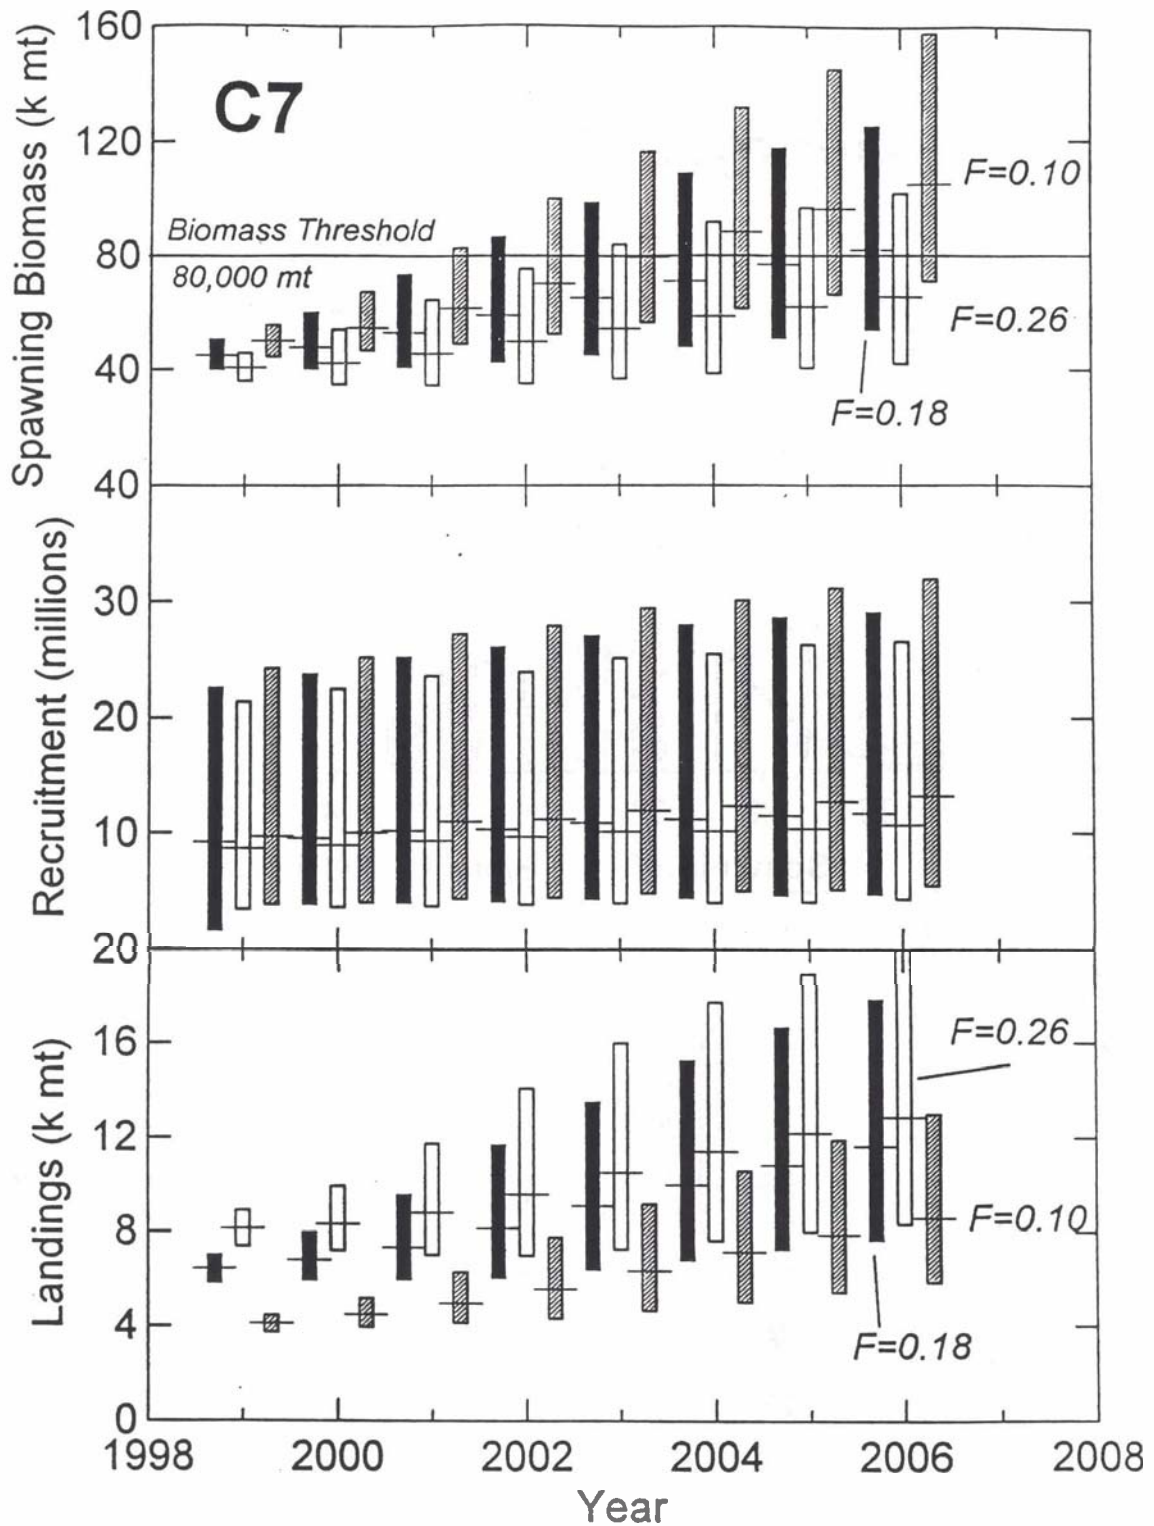 160
C7
120
F=0.10
Biomass Threshold
80
80,000 mt
F=0.26
40
F=0.18
Spawning Biomass (k mt)
40
30
20
10
Recruitment (millions)
20
16
F=0.26
12
8
F=0.10
4
F=0.18
0
Landings (k mt)
1998 2000 2002 2004 2006 2008
Year